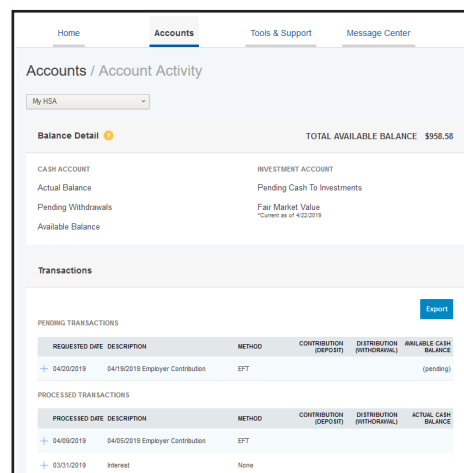 Home Accounts Tools & Support Message Center
Accounts / Account Activity
My HSA
Balance Detail ! TOTAL AVAILABLE BALANCE $958.58
CASH ACCOUNT INVESTMENT ACCOUNT
Actual Balance Pending Cash To Investments
Pending Withdrawals Fair Market Value
*Current as of 4/22/2019
Available Balance
Transactions
Export
PENDING TRANSACTIONS
REQUESTED DATE DESCRIPTION METHOD CONTRIBUTION (DEPOSIT) DISTRIBUTION (WITHDRAWAL) AVAILABLE CASH BALANCE
+ 04/20/2019 04/19/2019 Employer Contribution EFT (pending)
PROCESSED TRANSACTIONS
PROCESSED DATE DESCRIPTION METHOD CONTRIBUTION (DEPOSIT) DISTRIBUTION (WITHDRAWAL) ACTUAL CASH BALANCE
+ 04/09/2019 04/05/2019 Employer Contribution EFT
+ 03/31/2019 Interest None